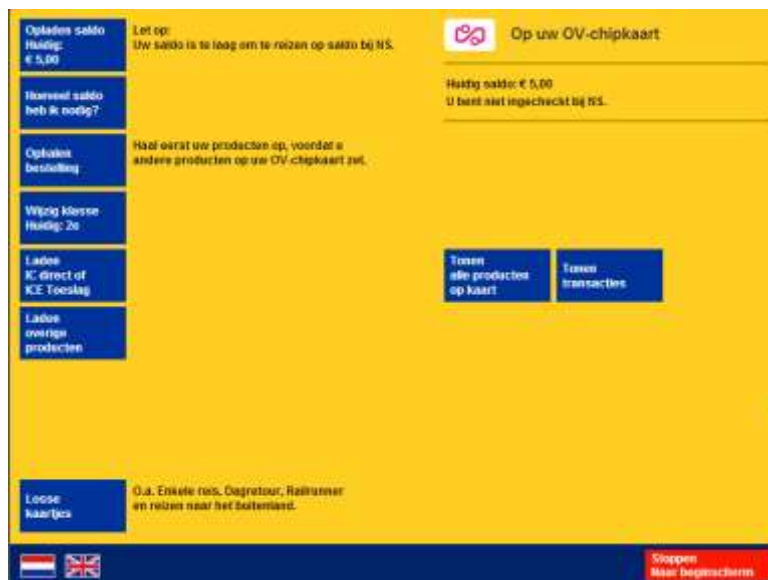 Opladen saldo
Huidig:
€ 5,00
Let op:
Uw saldo is te laag om te reizen op saldo bij NS.
Hoeveel saldo
heb ik nodig?
Ophalen
bestelling
Haal eerst uw producten op, voordat u
andere producten op uw OV-chipkaart zet.
Wijzig klasse
Huidig: 2e
Laden
IC direct of
ICE Toeslag
Laden
overige
producten
Losse
kaartjes
O.a. Enkele reis, Dagretour, Railrunner
en reizen naar het buitenland.
Op uw OV-chipkaart
Huidig saldo: € 5,00
U bent niet ingecheckt bij NS.
Tonen
alle producten
op kaart
Tonen
transacties
Stoppen
Naar beginscherm